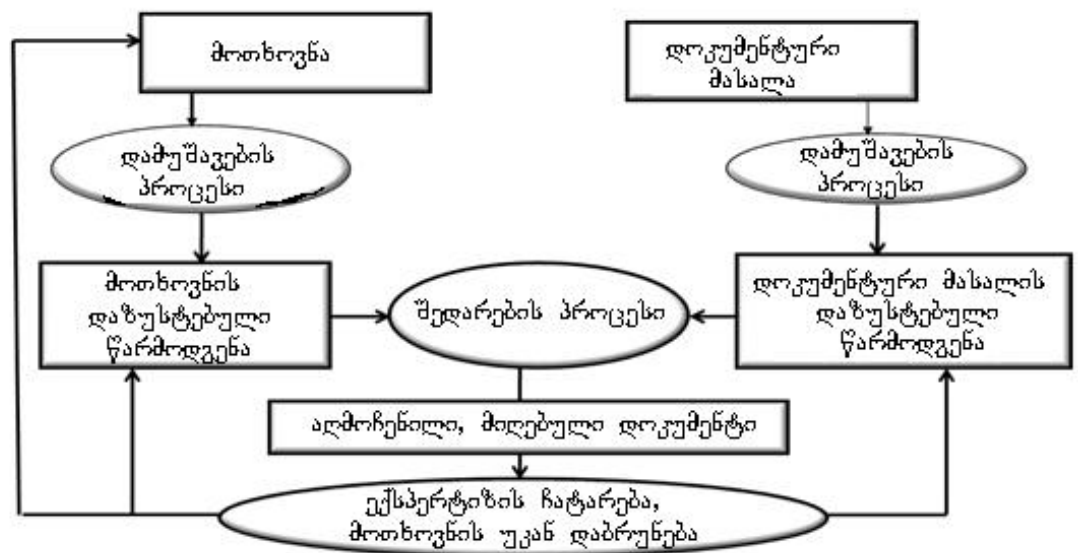 მოთხოვნა
დოკუმენტური
მასალა
დამუშავების
პროცესი
დამუშავების
პროცესი
მოთხოვნის
დაზუსტებული
წარმოდგენა
შედარების პროცესი
დოკუმენტური მასალის
დაზუსტებული
წარმოდგენა
აღმოჩენილი, მიღებული დოკუმენტი
ექსპერტიზის ჩატარება,
მოთხოვნის უკან დაბრუნება